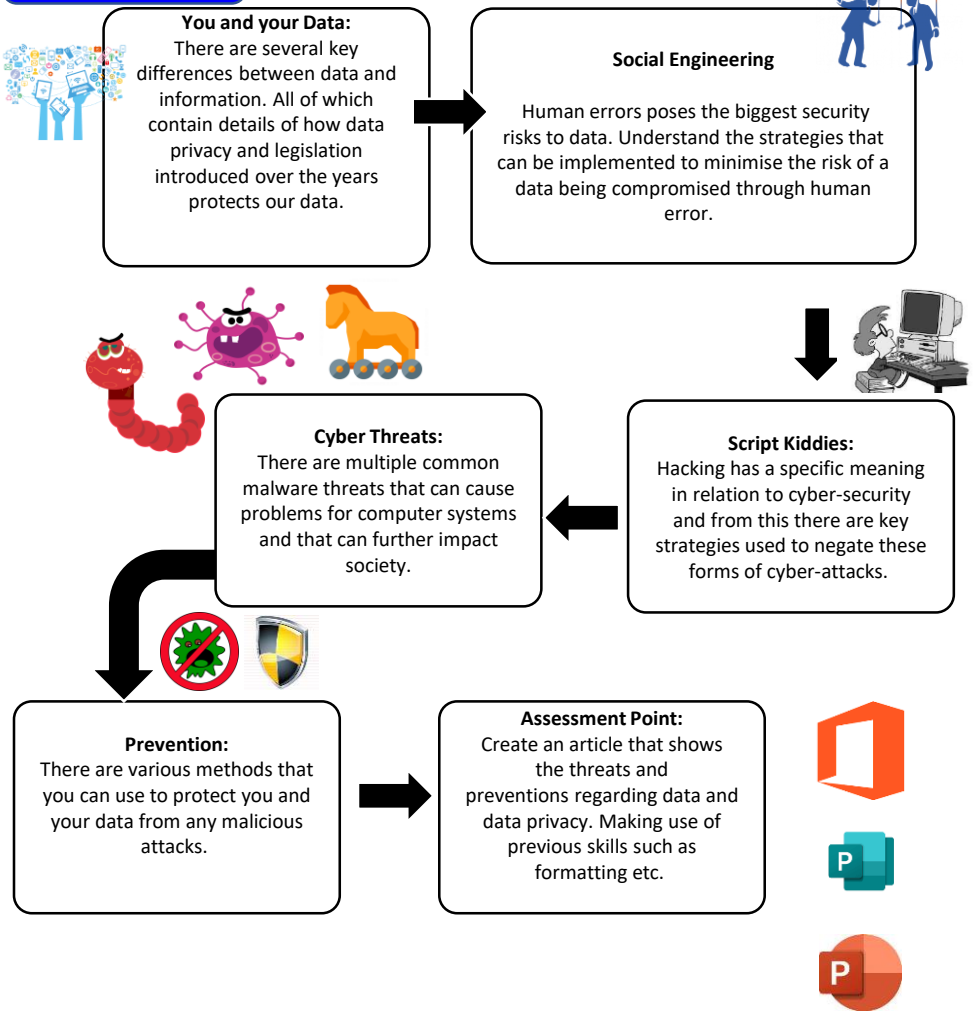 You and your Data:
There are several key
differences between data and
information. All of which
contain details of how data
privacy and legislation
introduced over the years
protects our data.
Social Engineering
Human errors poses the biggest security
risks to data. Understand the strategies that
can be implemented to minimise the risk of a
data being compromised through human
error.
Script Kiddies:
Hacking has a specific meaning
in relation to cyber-security
and from this there are key
strategies used to negate these
forms of cyber-attacks.
Cyber Threats:
There are multiple common
malware threats that can cause
problems for computer systems
and that can further impact
society.
Prevention:
There are various methods that
you can use to protect you and
your data from any malicious
attacks.
Assessment Point:
Create an article that shows
the threats and
preventions regarding data and
data privacy. Making use of
previous skills such as
formatting etc.
P
P